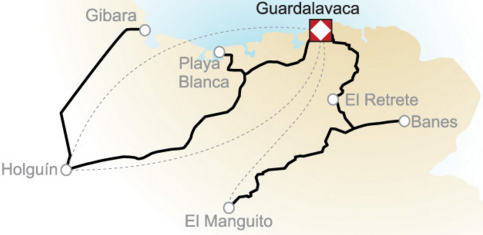 Guardalavaca
Gibara
Playa
Blanca
El Retrete
Banes
Holguín
El Manguito